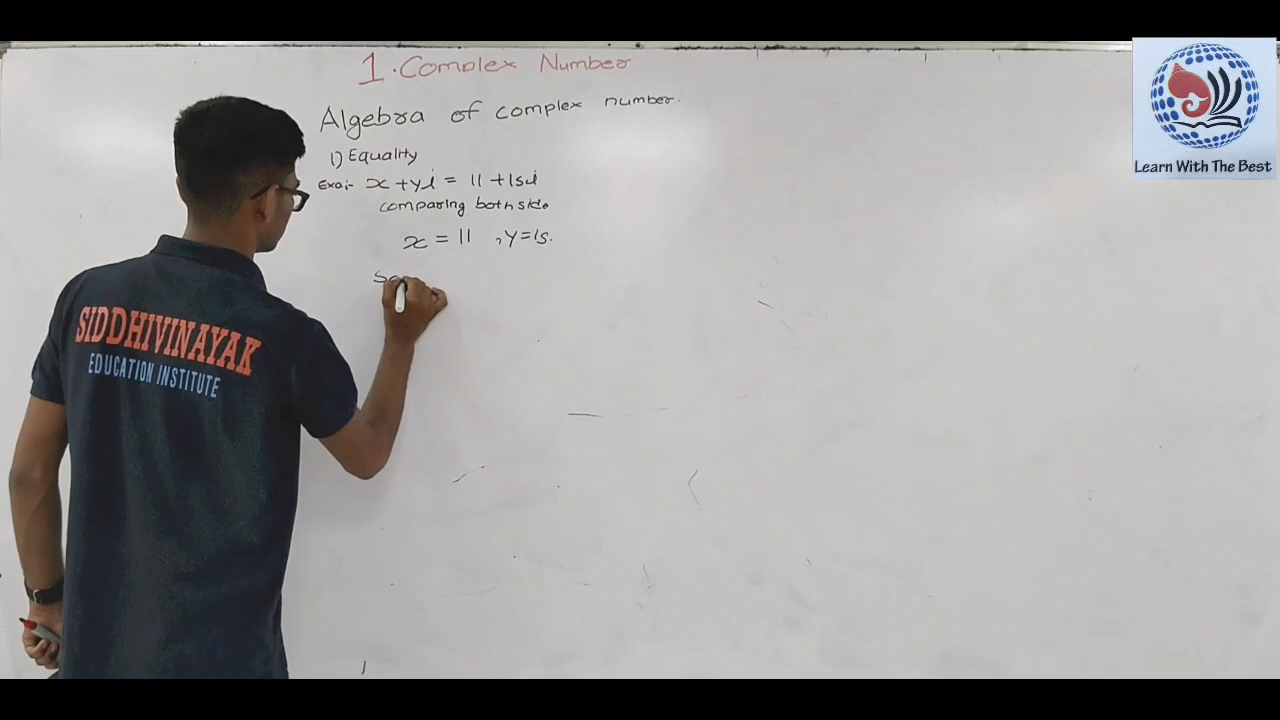 1. Complex Number
Algebra of complex number.
1) Equality
Exa:- x + yi = 11 + 15i
comparing both side
x = 11 , y = 15.
SIDDHIVINAYAK
EDUCATION INSTITUTE
Learn With The Best